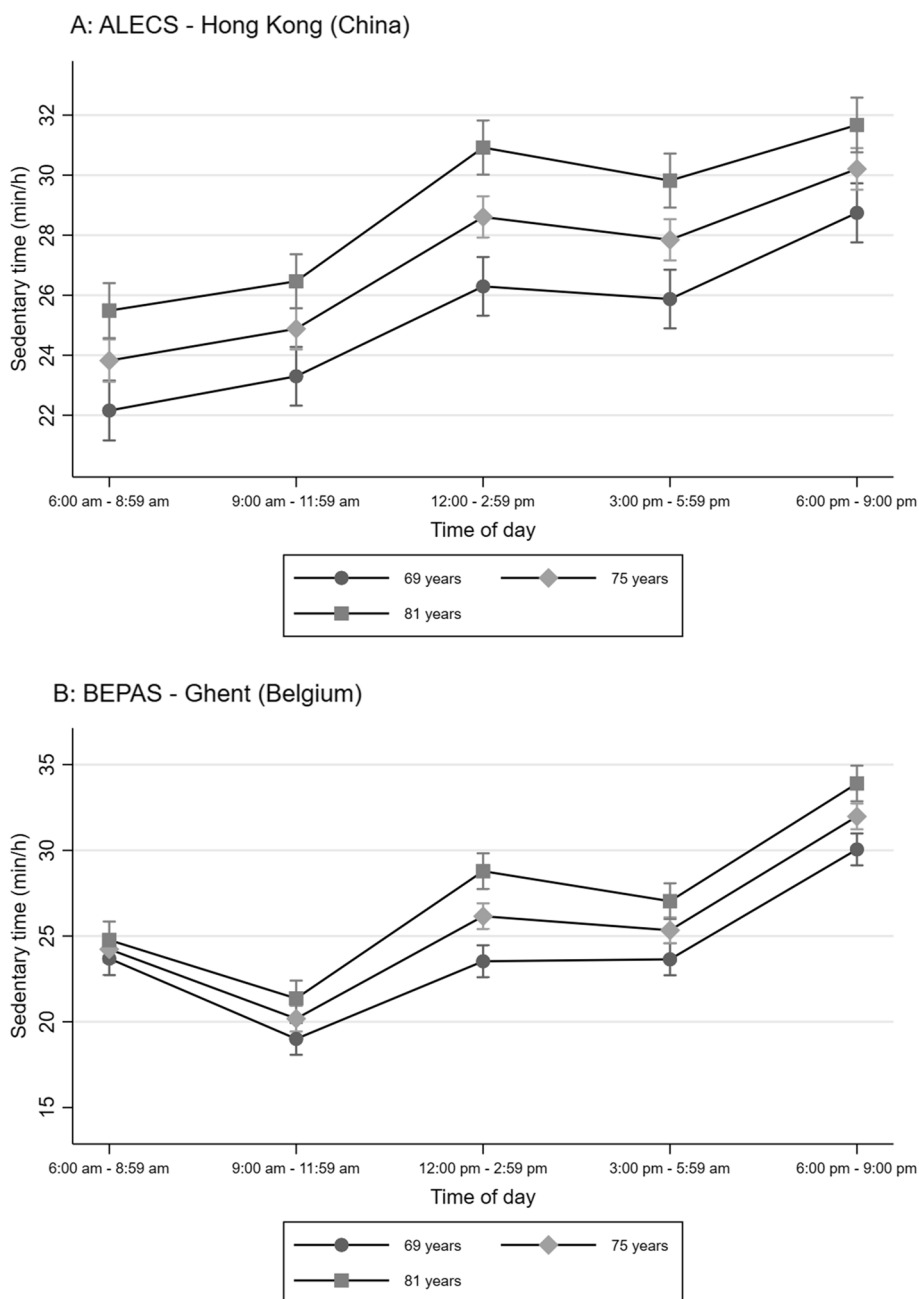 A: ALECS - Hong Kong (China)
Sedentary time (min/h)
32
30
28
26
24
22
6:00 am - 8:59 am 9:00 am - 11:59 am 12:00 - 2:59 pm 3:00 pm - 5:59 pm 6:00 pm - 9:00 pm
Time of day
69 years 75 years
81 years
B: BEPAS - Ghent (Belgium)
Sedentary time (min/h)
35
30
25
20
15
6:00 am - 8:59 am 9:00 am - 11:59 am 12:00 pm - 2:59 pm 3:00 pm - 5:59 am 6:00 pm - 9:00 pm
Time of day
69 years 75 years
81 years